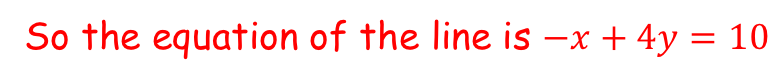 So the equation of the line is −x + 4y = 10